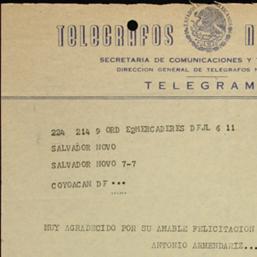 TELEGRAFOS N
SECRETARIA DE COMUNICACIONES Y
DIRECCION GENERAL DE TELEGRAFOS N
TELEGRAM
224 214 9 ORD EQMERCADERES DFJL 6 11
SALVADOR NOVO
SALVADOR NOVO 7-7
COYOACAN DF ...
MUY AGRADECIDO POR SU AMABLE FELICITACION
ANTONIO ARMENDARIZ...